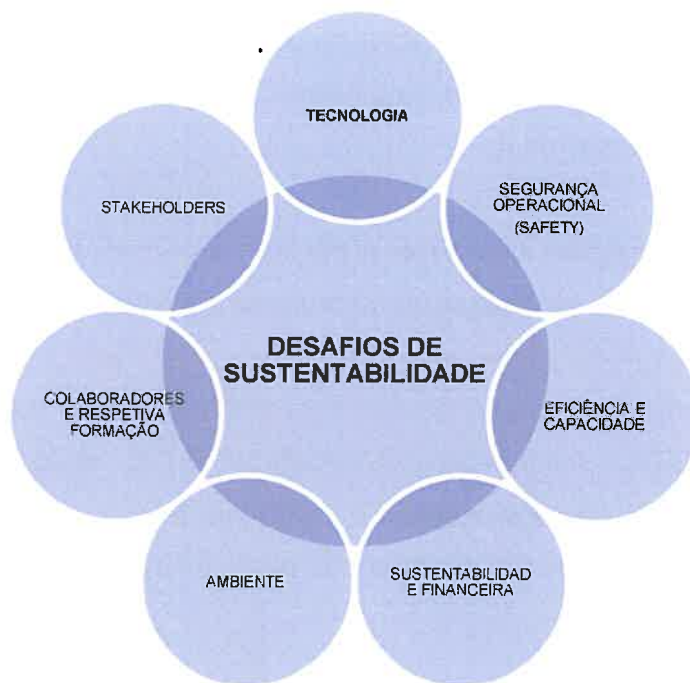 TECNOLOGIA
SEGURANÇA
OPERACIONAL
(SAFETY)
EFICIÊNCIA E
CAPACIDADE
SUSTENTABILIDAD
E FINANCEIRA
AMBIENTE
COLABORADORES
E RESPETIVA
FORMAÇÃO
STAKEHOLDERS
DESAFIOS DE
SUSTENTABILIDADE